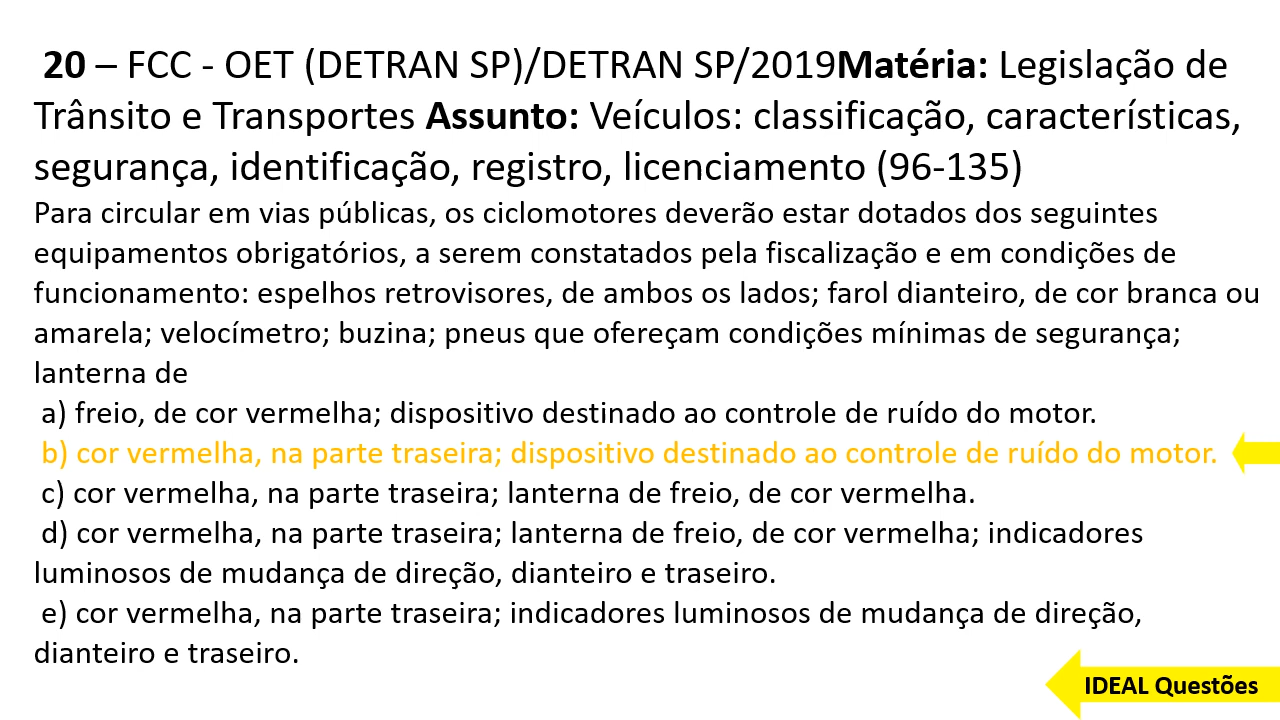 20 – FCC - OET (DETRAN SP)/DETRAN SP/2019Matéria: Legislação de
Trânsito e Transportes Assunto: Veículos: classificação, características,
segurança, identificação, registro, licenciamento (96-135)
Para circular em vias públicas, os ciclomotores deverão estar dotados dos seguintes
equipamentos obrigatórios, a serem constatados pela fiscalização e em condições de
funcionamento: espelhos retrovisores, de ambos os lados; farol dianteiro, de cor branca ou
amarela; velocímetro; buzina; pneus que ofereçam condições mínimas de segurança;
lanterna de
a) freio, de cor vermelha; dispositivo destinado ao controle de ruído do motor.
b) cor vermelha, na parte traseira; dispositivo destinado ao controle de ruído do motor.
c) cor vermelha, na parte traseira; lanterna de freio, de cor vermelha.
d) cor vermelha, na parte traseira; lanterna de freio, de cor vermelha; indicadores
luminosos de mudança de direção, dianteiro e traseiro.
e) cor vermelha, na parte traseira; indicadores luminosos de mudança de direção,
dianteiro e traseiro.
IDEAL Questões